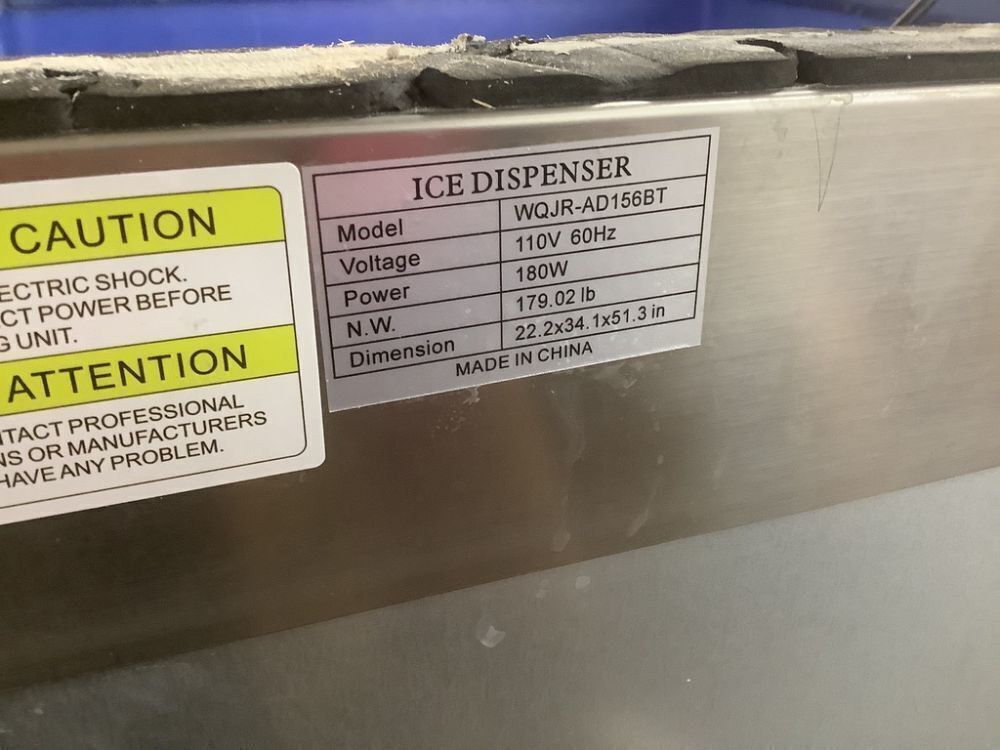 CAUTION
ECTRIC SHOCK.
CT POWER BEFORE
G UNIT.
ATTENTION
TACT PROFESSIONAL
NS OR MANUFACTURERS
HAVE ANY PROBLEM.
ICE DISPENSER
Model WQJR-AD156BT
Voltage 110V 60Hz
Power 180W
N.W. 179.02 lb
Dimension 22.2x34.1x51.3 in
MADE IN CHINA